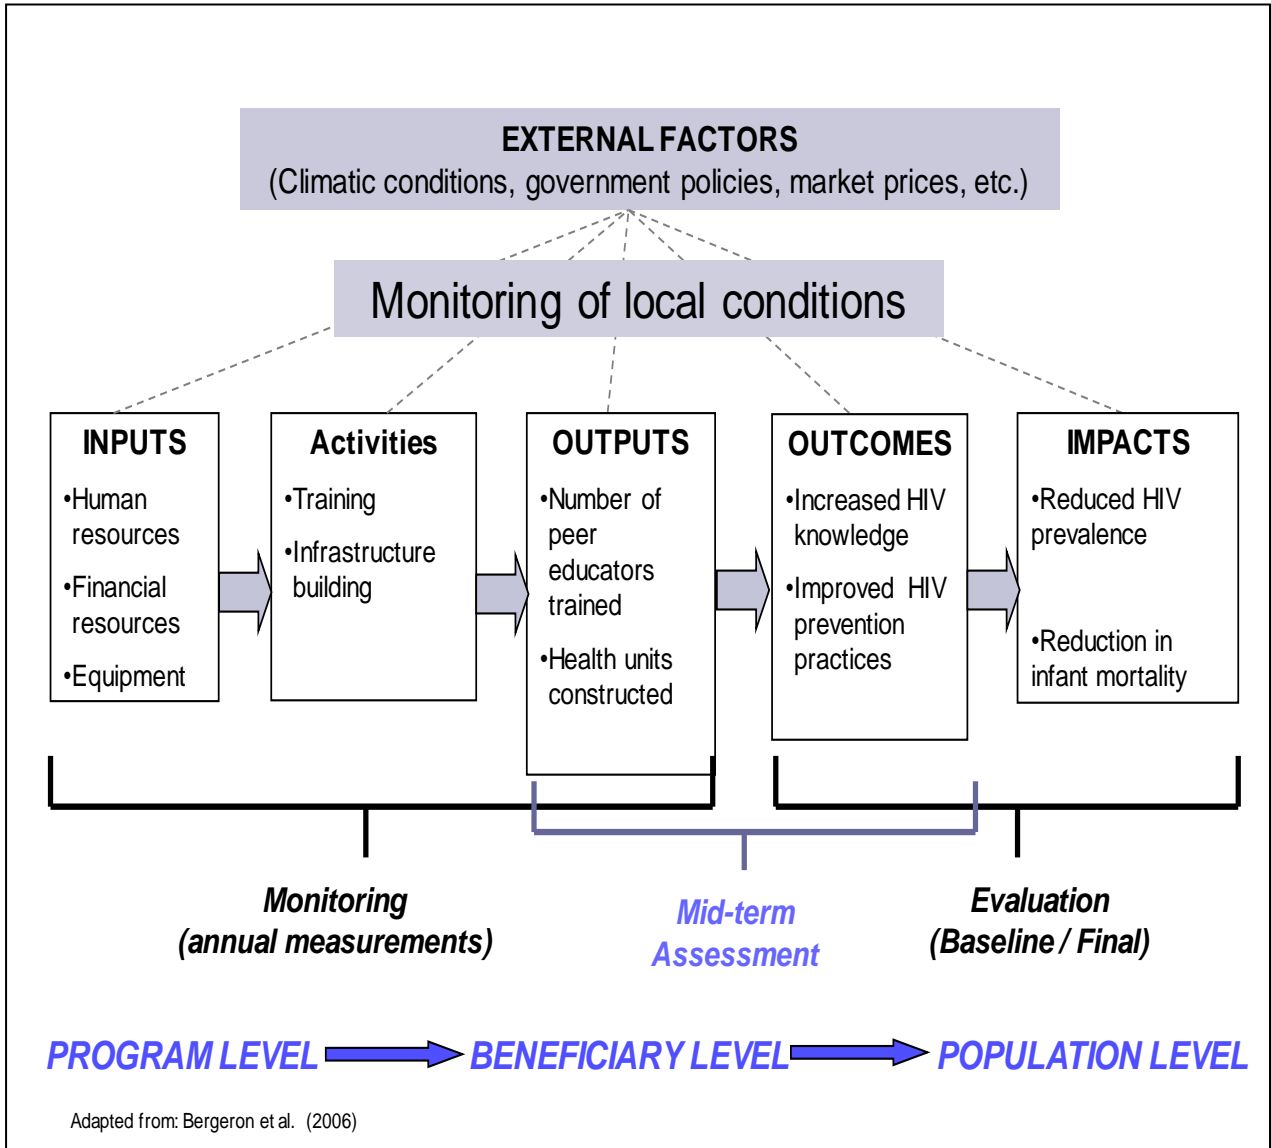 EXTERNAL FACTORS
(Climatic conditions, government policies, market prices, etc.)
Monitoring of local conditions
INPUTS
•Human
resources
•Financial
resources
•Equipment
Activities
•Training
•Infrastructure
building
OUTPUTS
•Number of
peer
educators
trained
•Health units
constructed
OUTCOMES
•Increased HIV
knowledge
•Improved HIV
prevention
practices
IMPACTS
•Reduced HIV
prevalence
•Reduction in
infant mortality
Monitoring
(annual measurements)
Mid-term
Assessment
Evaluation
(Baseline / Final)
PROGRAM LEVEL BENEFICIARY LEVEL POPULATION LEVEL
Adapted from: Bergeron et al. (2006)